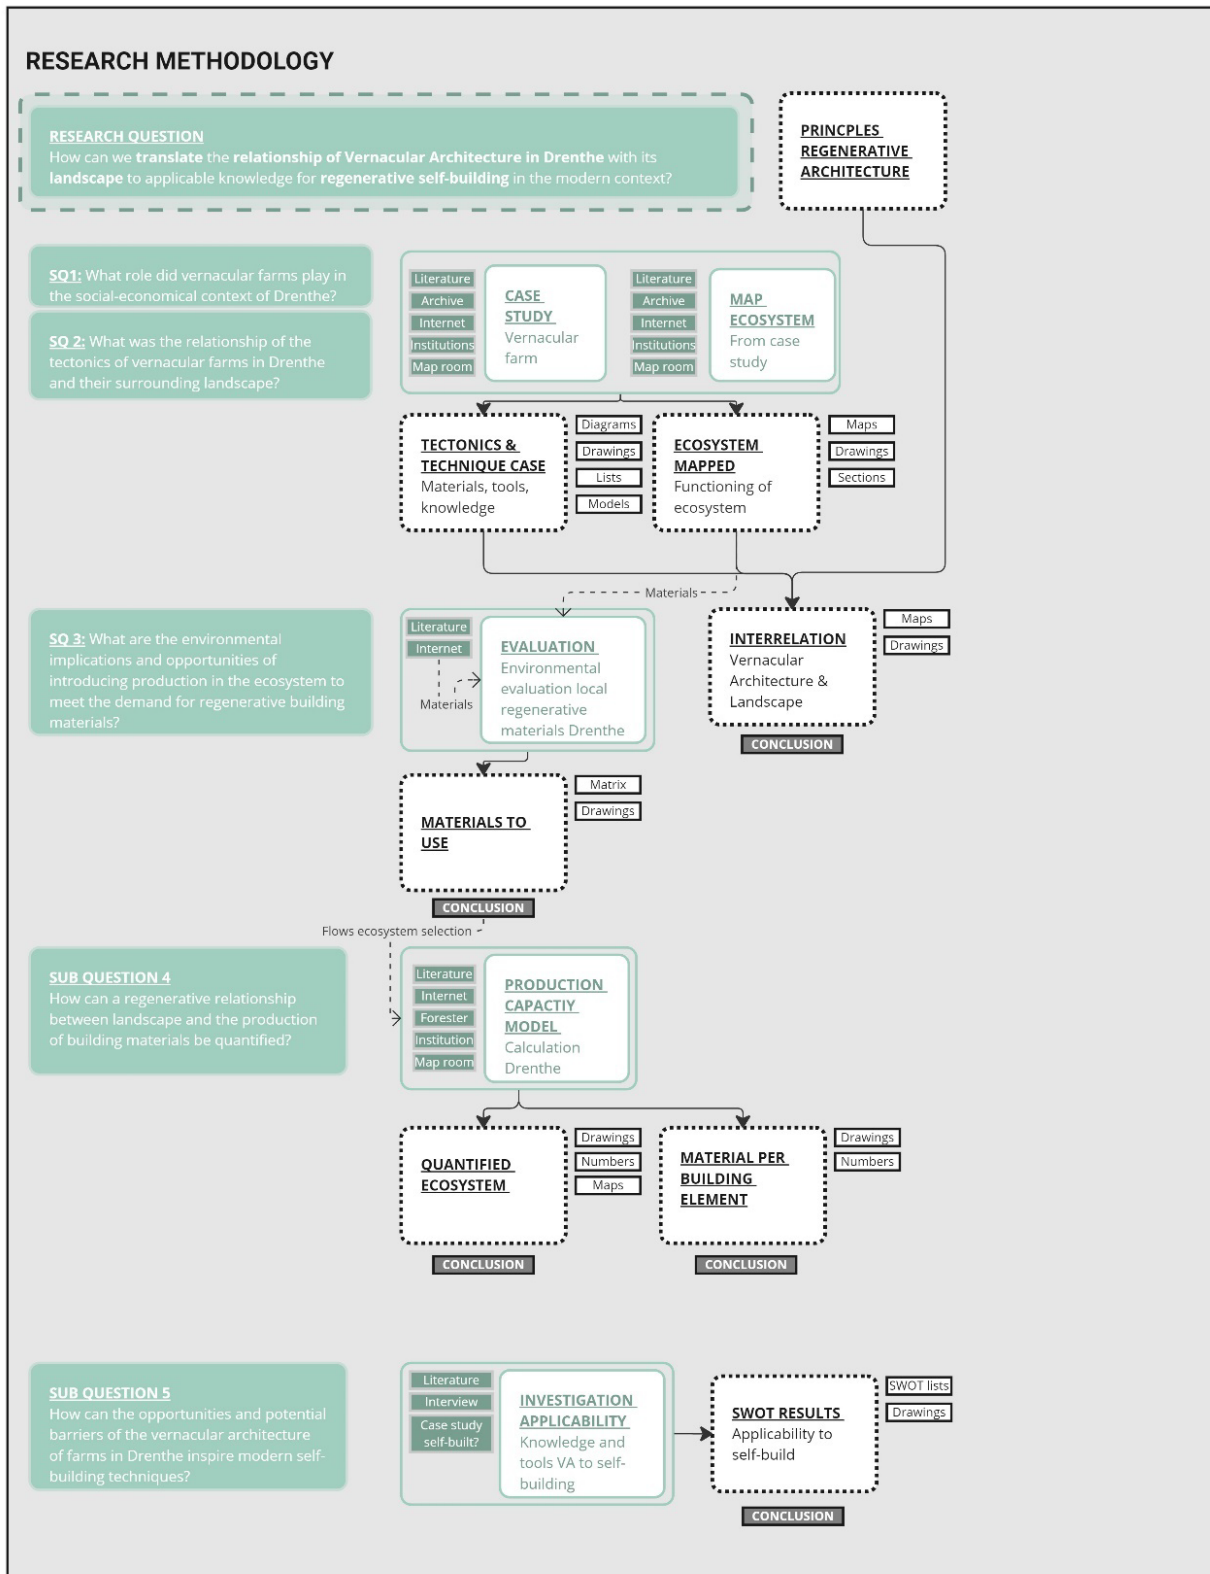 RESEARCH METHODOLOGY
RESEARCH QUESTION
How can we translate the relationship of Vernacular Architecture in Drenthe with its
landscape to applicable knowledge for regenerative self-building in the modern context?
PRINCPLES
REGENERATIVE
ARCHITECTURE
SQ1: What role did vernacular farms play in
the social-economical context of Drenthe?
SQ 2: What was the relationship of the
tectonics of vernacular farms in Drenthe
and their surrounding landscape?
Literature
Archive
Internet
Institutions
Map room
CASE
STUDY
Vernacular
farm
Literature
Archive
Internet
Institutions
Map room
MAP
ECOSYSTEM
From case
study
TECTONICS &
TECHNIQUE CASE
Materials, tools,
knowledge
Diagrams
Drawings
Lists
Models
ECOSYSTEM
MAPPED
Functioning of
ecosystem
Maps
Drawings
Sections
Materials
SQ 3: What are the environmental
implications and opportunities of
introducing production in the ecosystem to
meet the demand for regenerative building
materials?
Literature
Internet
Materials
EVALUATION
Environmental
evaluation local
regenerative
materials Drenthe
INTERRELATION
Vernacular
Architecture &
Landscape
Maps
Drawings
CONCLUSION
MATERIALS TO
USE
Matrix
Drawings
CONCLUSION
Flows ecosystem selection
SUB QUESTION 4
How can a regenerative relationship
between landscape and the production
of building materials be quantified?
Literature
Internet
Forester
Institution
Map room
PRODUCTION
CAPACTIY
MODEL
Calculation
Drenthe
QUANTIFIED
ECOSYSTEM
Drawings
Numbers
Maps
MATERIAL PER
BUILDING
ELEMENT
Drawings
Numbers
CONCLUSION
CONCLUSION
SUB QUESTION 5
How can the opportunities and potential
barriers of the vernacular architecture
of farms in Drenthe inspire modern self-
building techniques?
Literature
Interview
Case study
self-built?
INVESTIGATION
APPLICABILITY
Knowledge and
tools VA to self-
building
SWOT RESULTS
Applicability to
self-build
SWOT lists
Drawings
CONCLUSION